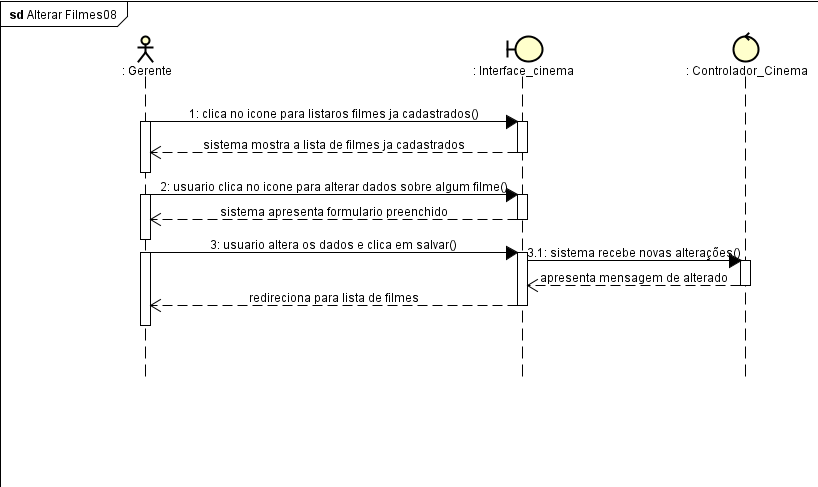 sd Alterar Filmes08
: Gerente
: Interface_cinema
: Controlador_Cinema
1: clica no icone para listaros filmes ja cadastrados()
sistema mostra a lista de filmes ja cadastrados
2: usuario clica no icone para alterar dados sobre algum filme()
sistema apresenta formulario preenchido
3: usuario altera os dados e clica em salvar()
3.1: sistema recebe novas alterações()
apresenta mensagem de alterado
redireciona para lista de filmes